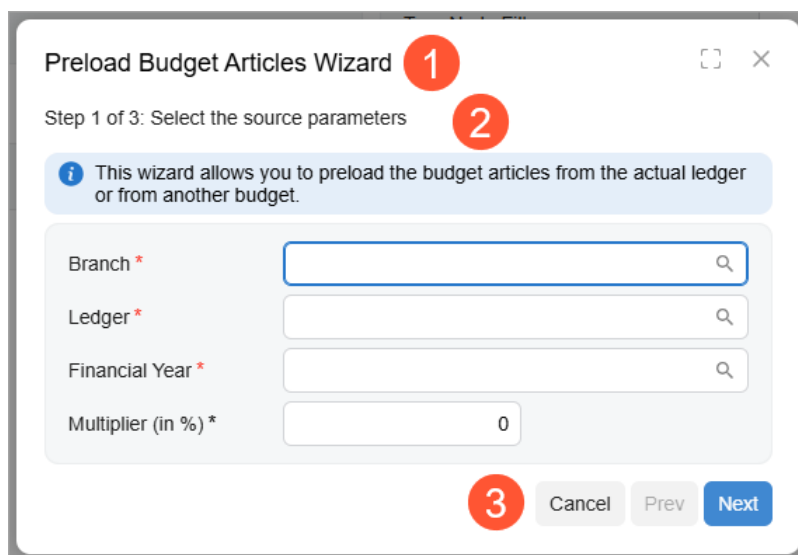 Preload Budget Articles Wizard 1
Step 1 of 3: Select the source parameters 2
i This wizard allows you to preload the budget articles from the actual ledger
or from another budget.
Branch *
Ledger *
Financial Year *
Multiplier (in %) * 0
3 Cancel Prev Next